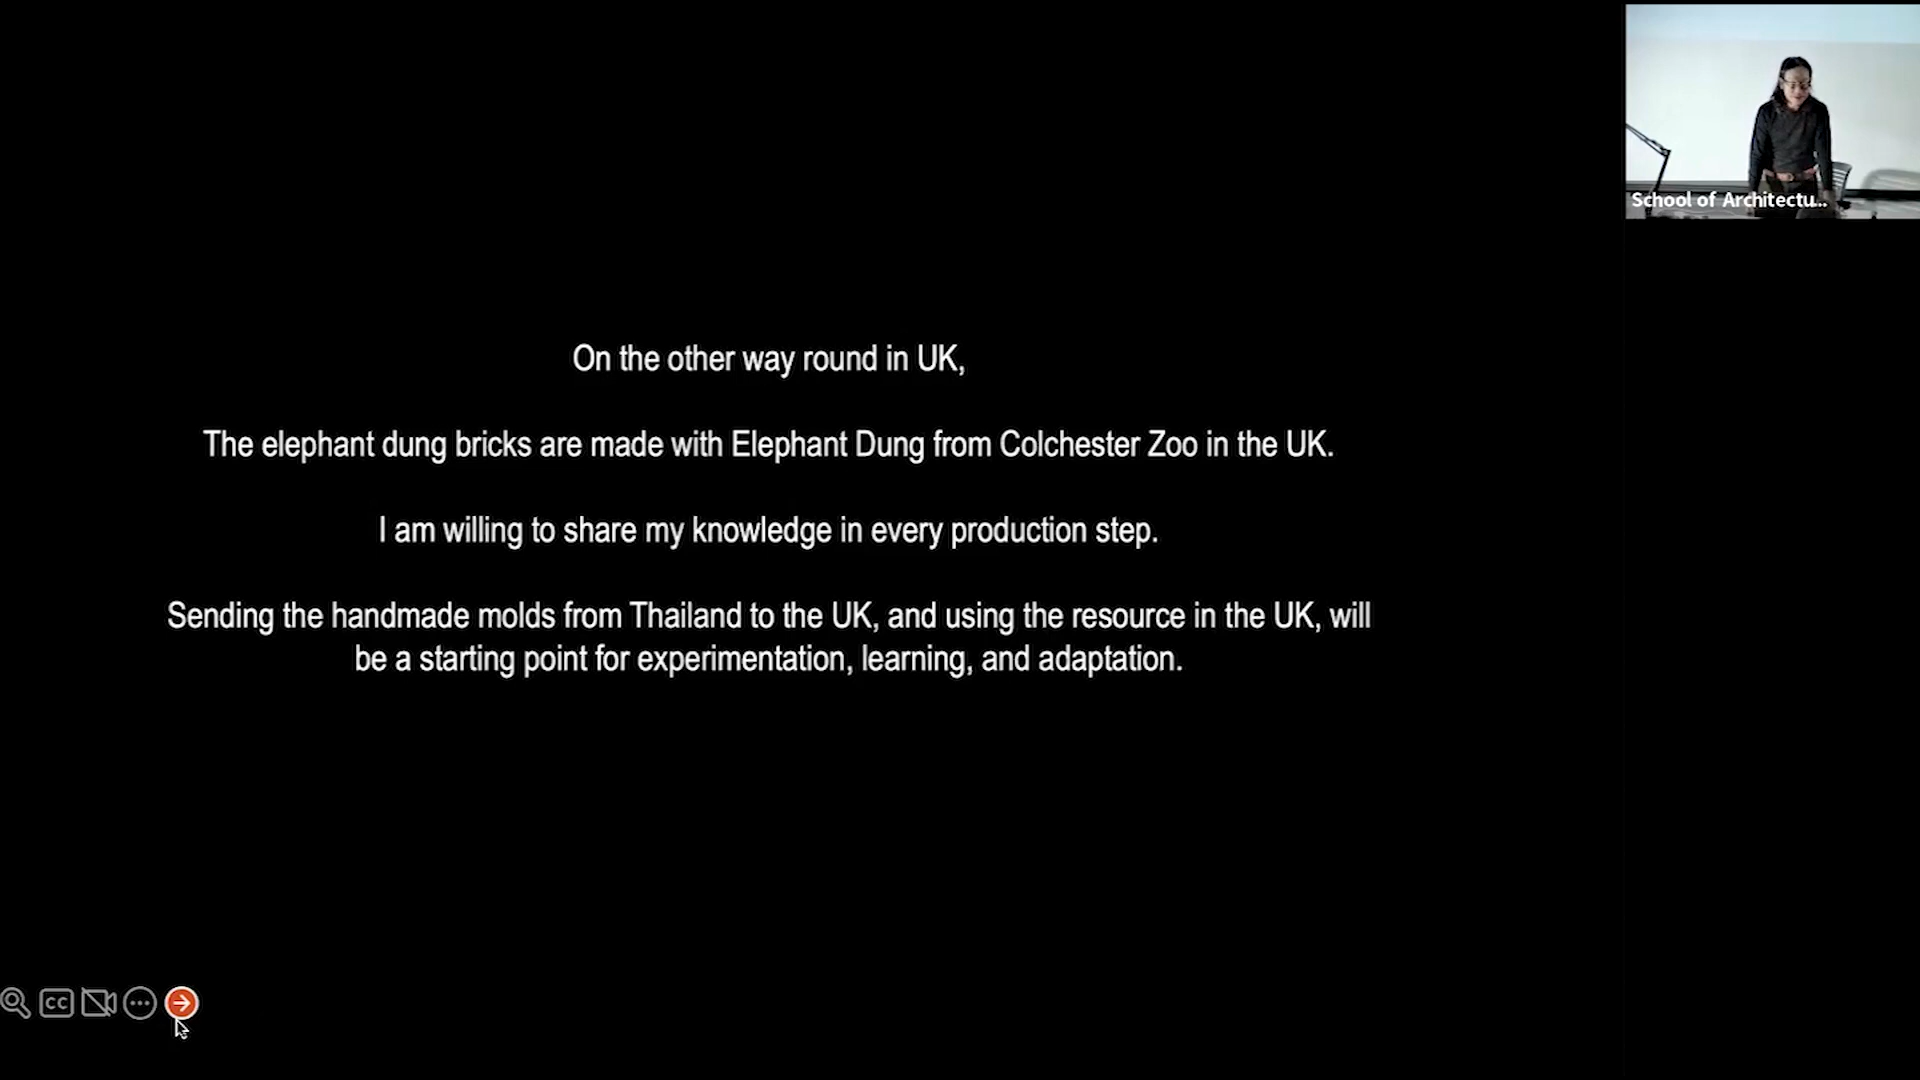 On the other way round in UK,
The elephant dung bricks are made with Elephant Dung from Colchester Zoo in the UK.
I am willing to share my knowledge in every production step.
Sending the handmade molds from Thailand to the UK, and using the resource in the UK, will
be a starting point for experimentation, learning, and adaptation.
School of Architectu...
CC